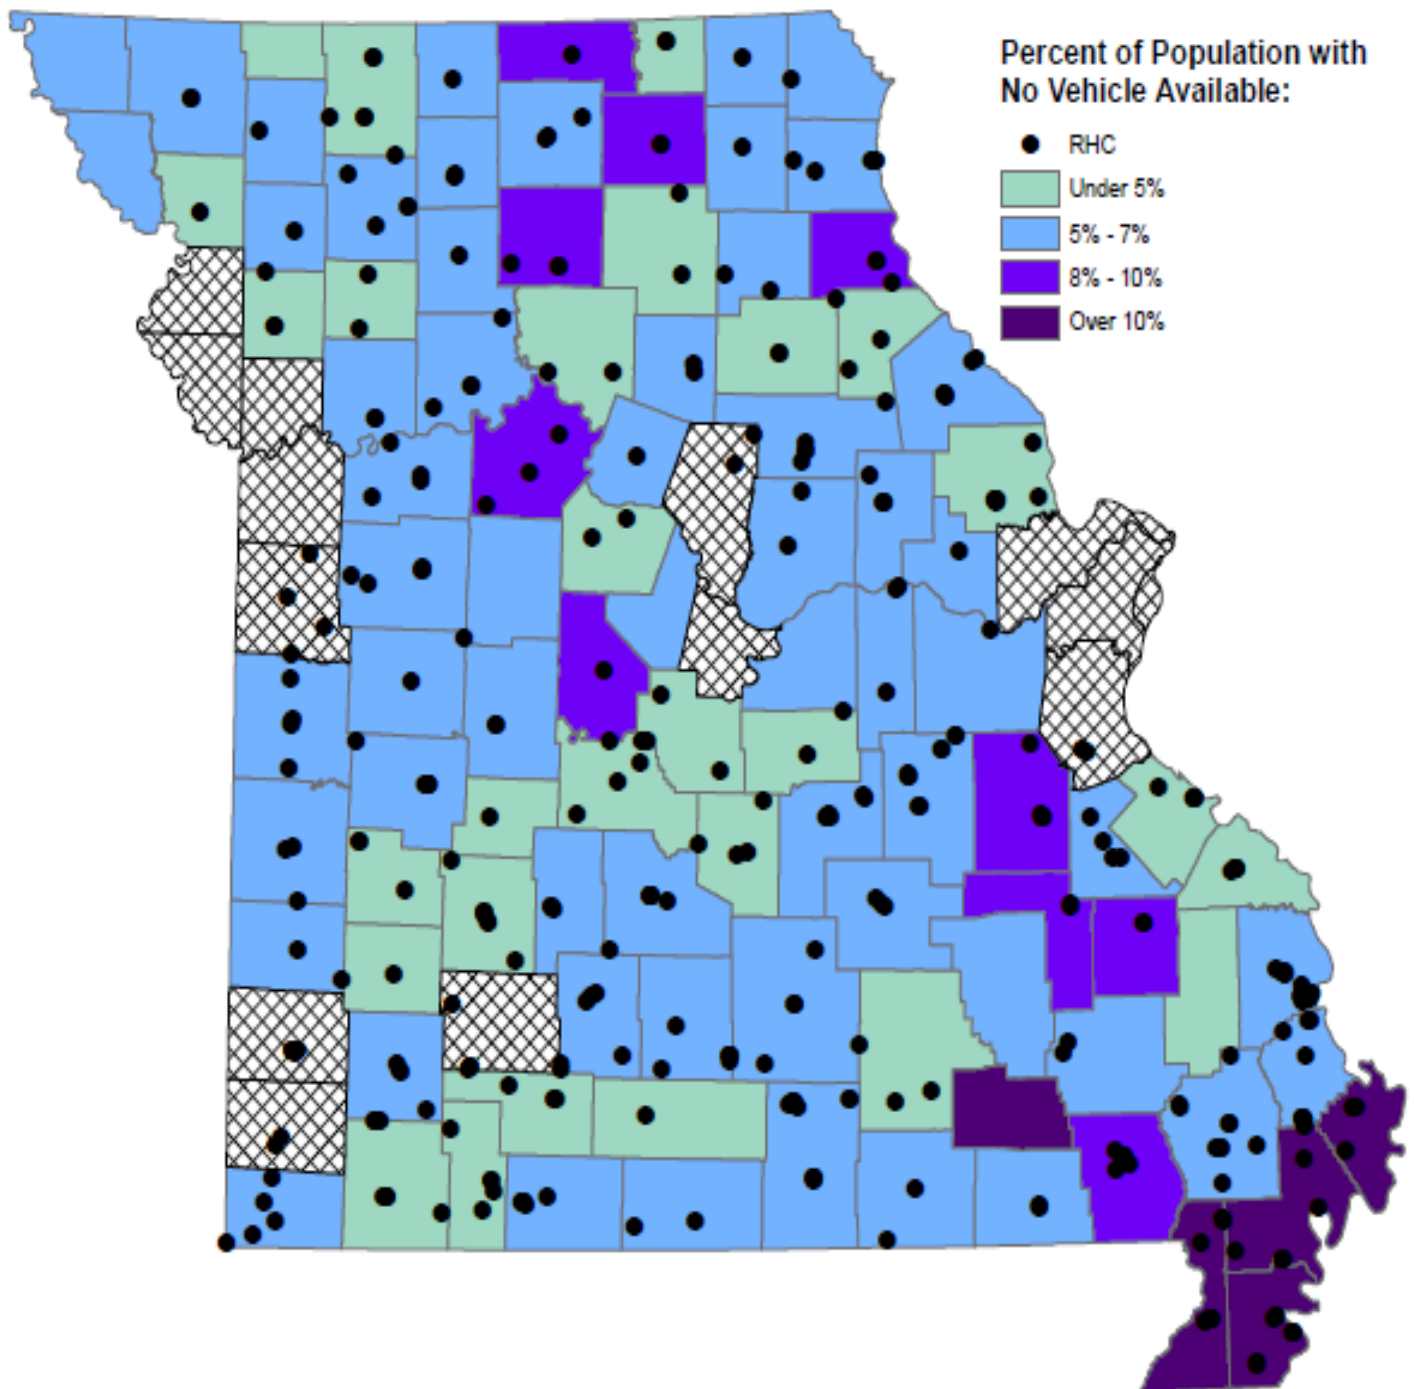 Percent of Population with
No Vehicle Available:
RHC
Under 5%
5% - 7%
8% - 10%
Over 10%